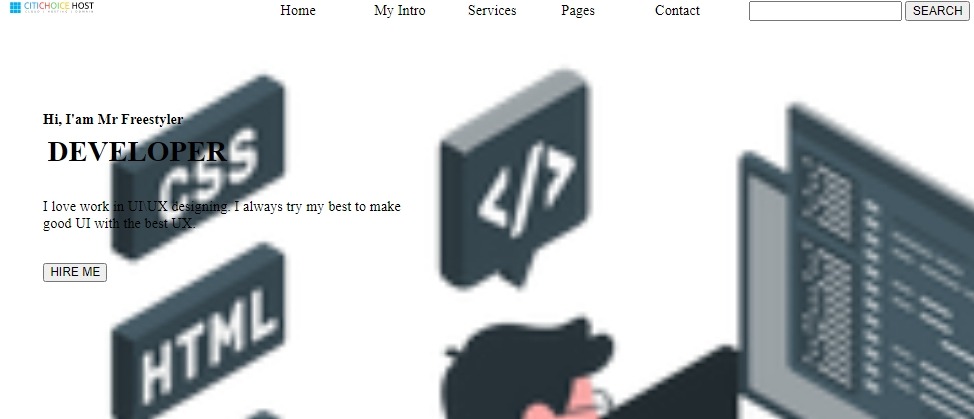 CITICHOICE HOST
Home My Intro Services Pages Contact SEARCH
Hi, I'am Mr Freestyler
DEVELOPER
I love work in UI\UX designing. I always try my best to make
good UI with the best UX.
HIRE ME
CSS
</>
HTML